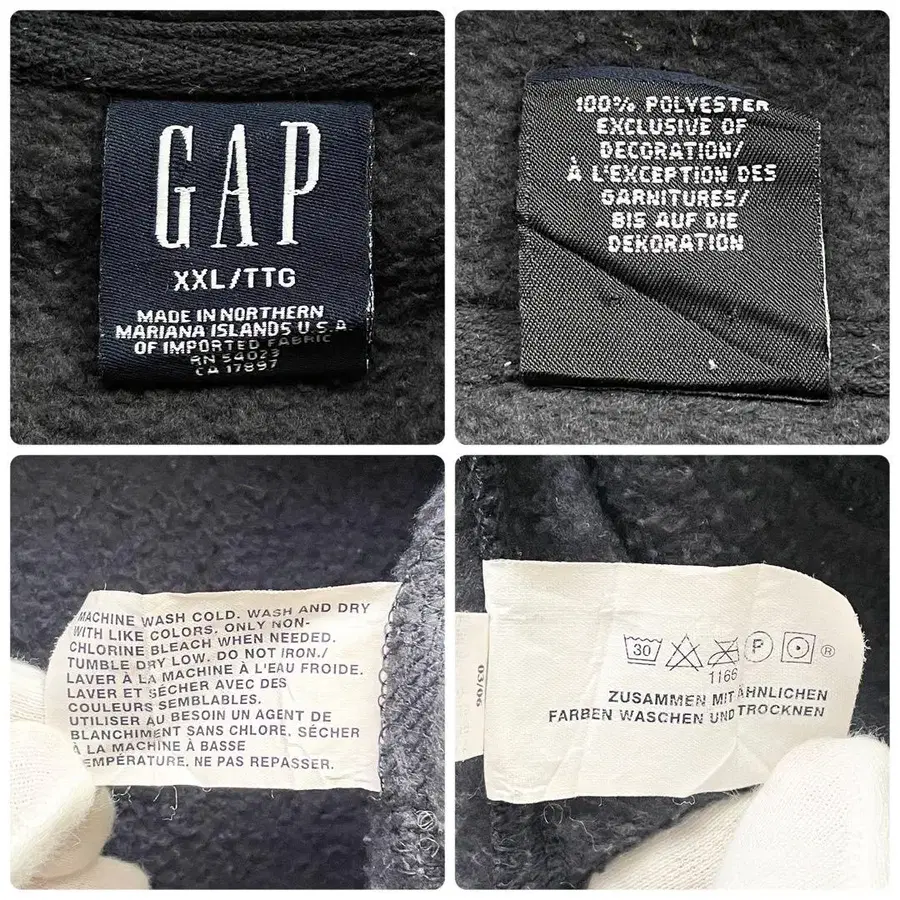 GAP
XXL/TTG
MADE IN NORTHERN
MARIANA ISLANDS U.S.A.
OF IMPORTED FABRIC
RN 54023
CA 17897
100% POLYESTER
EXCLUSIVE OF
DECORATION/
À L'EXCEPTION DES
GARNITURES/
BIS AUF DIE
DEKORATION
MACHINE WASH COLD. WASH AND DRY
WITH LIKE COLORS. ONLY NON-
CHLORINE BLEACH WHEN NEEDED.
TUMBLE DRY LOW. DO NOT IRON./
LAVER À LA MACHINE À L'EAU FROIDE.
LAVER ET SÉCHER AVEC DES
COULEURS SEMBLABLES.
UTILISER AU BESOIN UN AGENT DE
BLANCHIMENT SANS CHLORE. SÉCHER
À LA MACHINE À BASSE
TEMPÉRATURE. NE PAS REPASSER.
03/06
30 P ®
1166
ZUSAMMEN MIT ÄHNLICHEN
FARBEN WASCHEN UND TROCKNEN